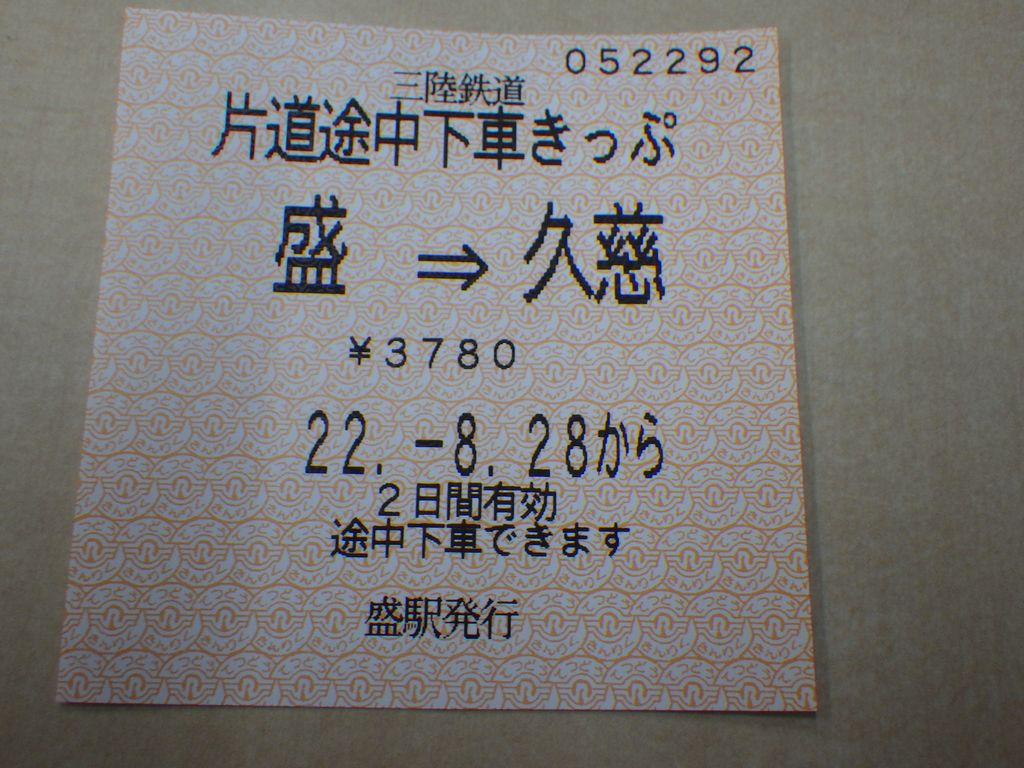 052292
三陸鉄道
片道途中下車きっぷ
盛 ⇒ 久慈
¥3780
22.-8.28から
2日間有効
途中下車できます
盛駅発行